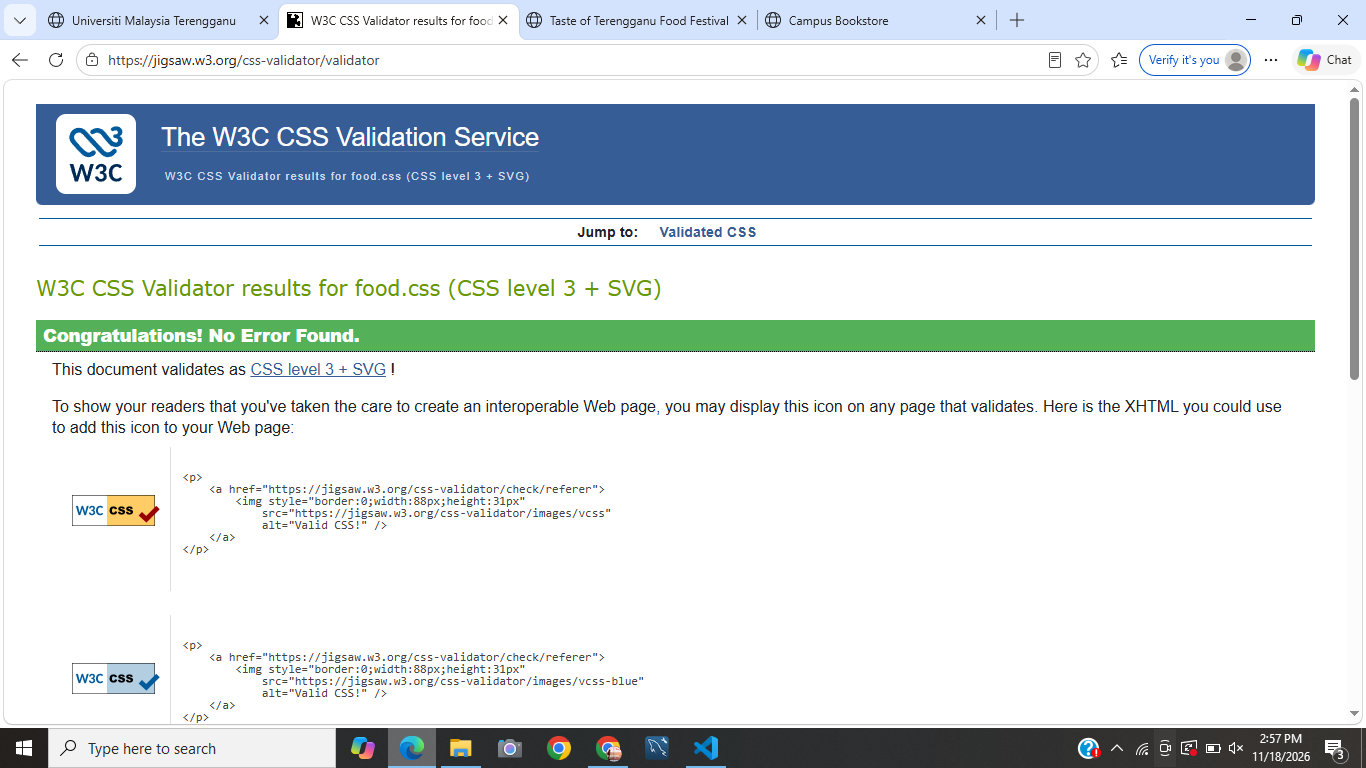 Universiti Malaysia Terengganu
W3C CSS Validator results for food
Taste of Terengganu Food Festival
Campus Bookstore
https://jigsaw.w3.org/css-validator/validator
Verify it's you
Chat
W3C
The W3C CSS Validation Service
W3C CSS Validator results for food.css (CSS level 3 + SVG)
Jump to: Validated CSS
W3C CSS Validator results for food.css (CSS level 3 + SVG)
Congratulations! No Error Found.
This document validates as CSS level 3 + SVG !
To show your readers that you've taken the care to create an interoperable Web page, you may display this icon on any page that validates. Here is the XHTML you could use
to add this icon to your Web page:
W3C css
<p>
<a href="https://jigsaw.w3.org/css-validator/check/referer">
<img style="border:0;width:88px;height:31px"
src="https://jigsaw.w3.org/css-validator/images/vcss"
alt="Valid CSS!" />
</a>
</p>
W3C css
<p>
<a href="https://jigsaw.w3.org/css-validator/check/referer">
<img style="border:0;width:88px;height:31px"
src="https://jigsaw.w3.org/css-validator/images/vcss-blue"
alt="Valid CSS!" />
</a>
</p>
Type here to search
2:57 PM
11/18/2026
3